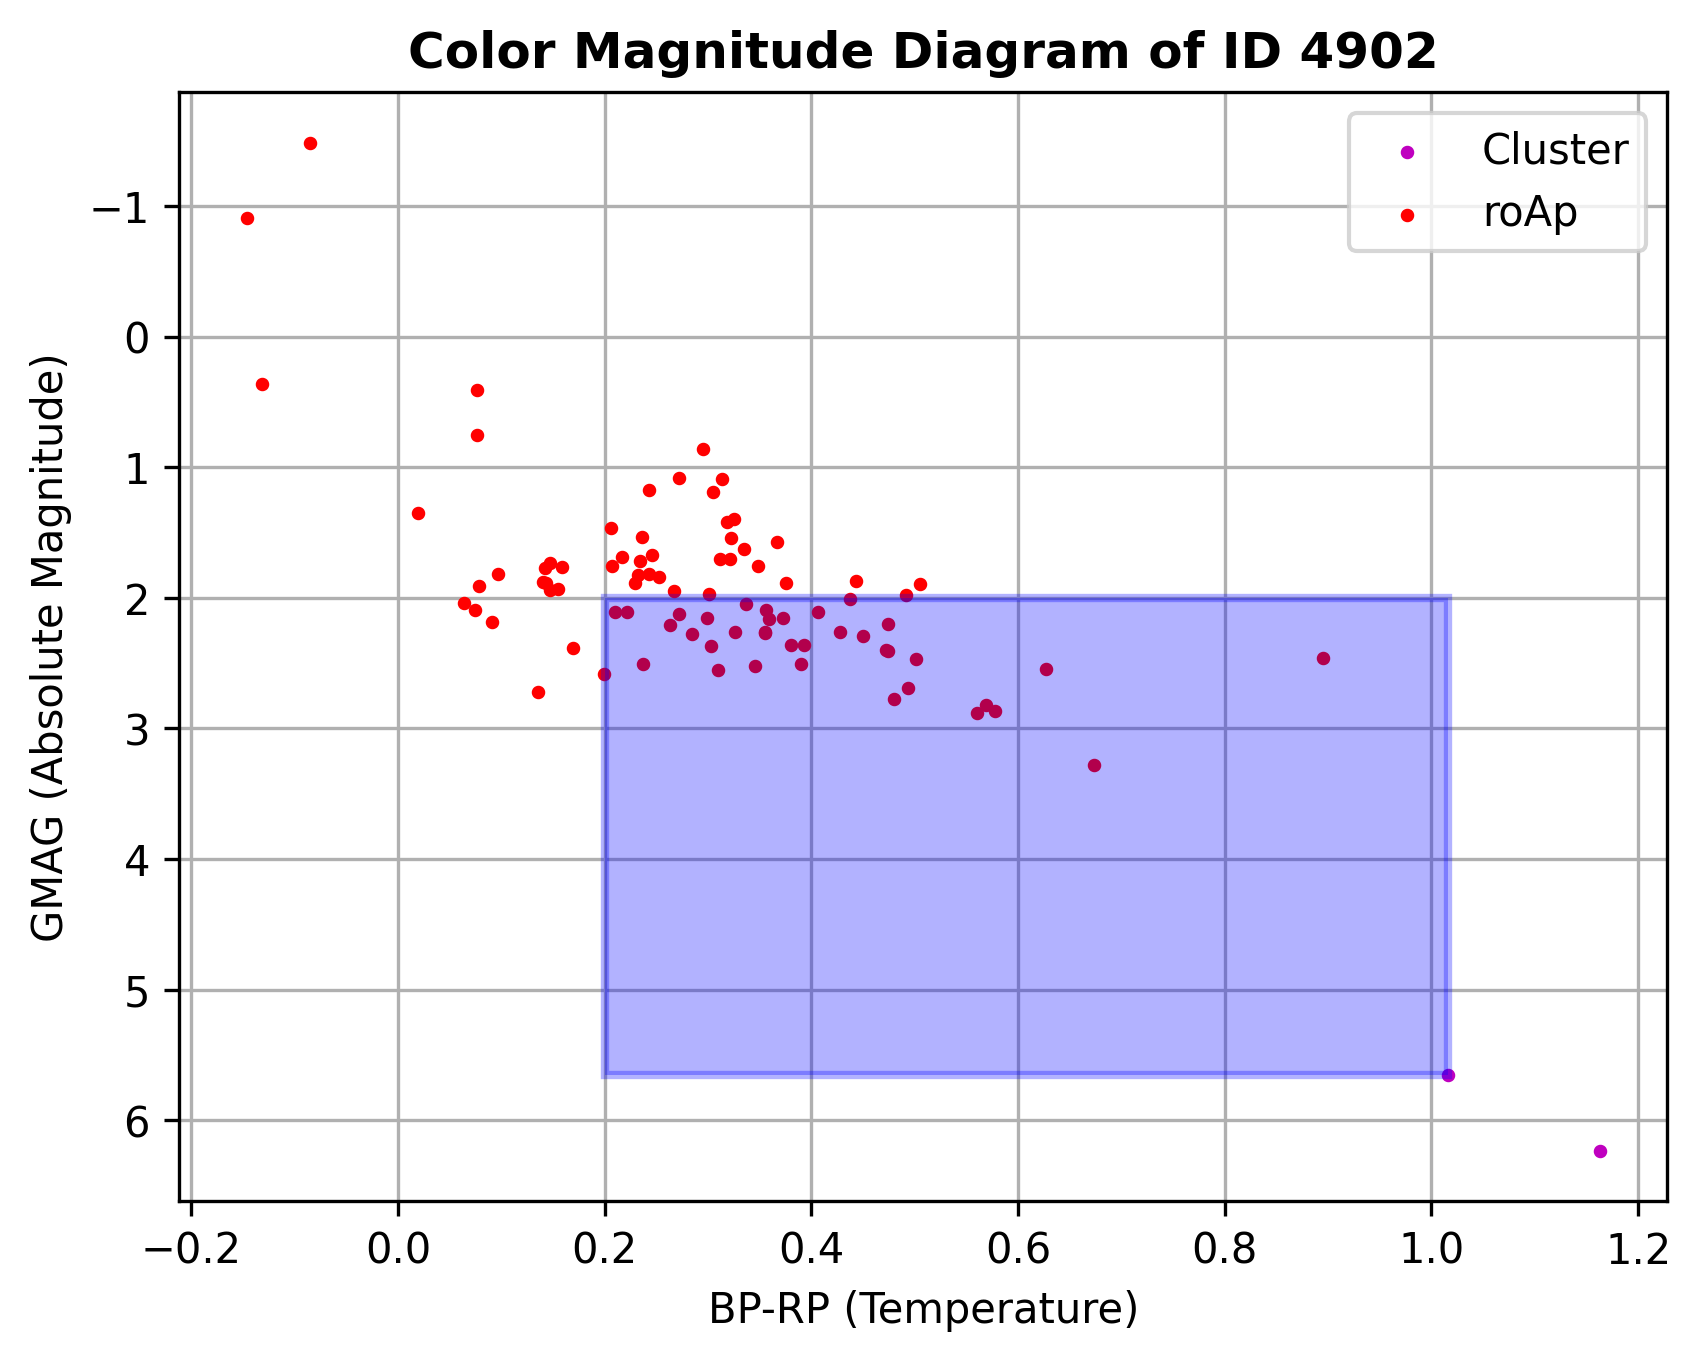 Color Magnitude Diagram of ID 4902
Cluster
roAp
GMAG (Absolute Magnitude)
−1
0
1
2
3
4
5
6
−0.2 0.0 0.2 0.4 0.6 0.8 1.0 1.2
BP-RP (Temperature)